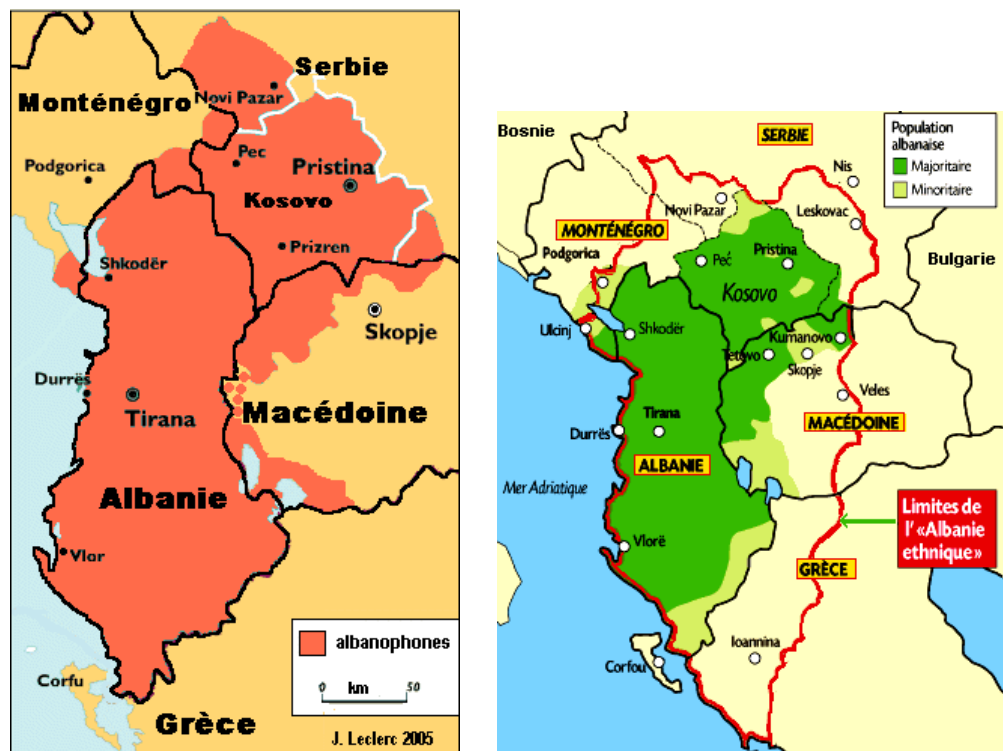 Serbie
Monténégro
Novi Pazar
Podgorica
Pec
Pristina
Kosovo
Prizren
Shkodër
Skopje
Durrës
Tirana
Macédoine
Albanie
Vlor
albanophones
0 km 50
Corfu
Grèce
J. Leclerc 2005
Bosnie
SERBIE
Population
albanaise
Majoritaire
Minoritaire
Nis
Novi Pazar
Leskovac
MONTÉNÉGRO
Podgorica
Pristina
Peć
Bulgarie
Kosovo
Ulcinj
Shkodër
Kumanovo
Tetovo
Skopje
Veles
Tirana
MACÉDOINE
Durrës
ALBANIE
Mer Adriatique
Limites de
l' «Albanie
ethnique»
Vlorë
GRÈCE
Ioannina
Corfou